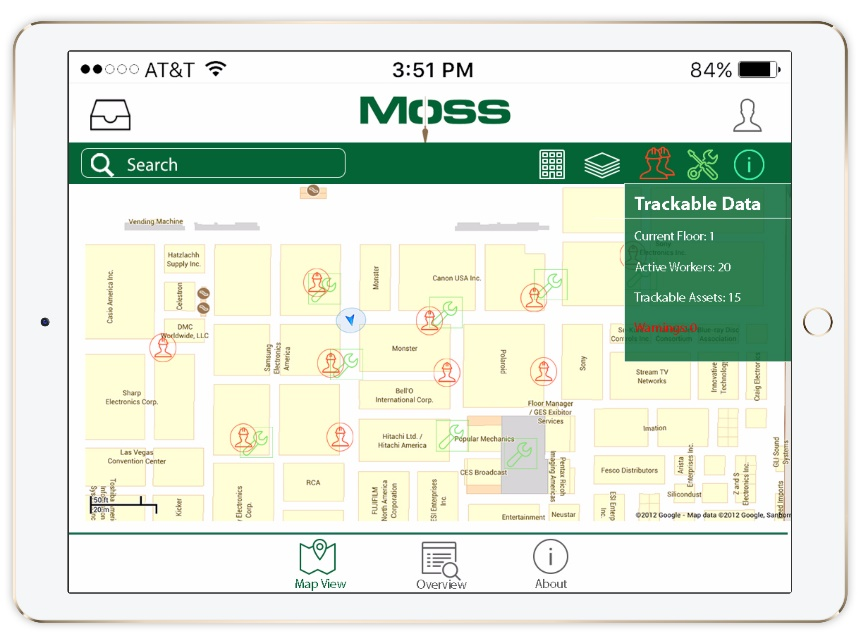 AT&T
3:51 PM
84%
Moss
Search
Trackable Data
Current Floor: 1
Active Workers: 20
Trackable Assets: 15
Warnings: 0
Vending Machine
Hatzlachh
Supply Inc.
Casio America Inc.
Celestron
Monster
Canon USA Inc.
DMC
Worldwide, LLC
Samsung
Electronics
America
Monster
Polaroid
Sony
Stream TV
Networks
Innovative
Technology
Craig Electronics
Sharp
Electronics Corp.
Bell'O
International Corp.
Floor Manager
/ GES Exibitor
Services
Hitachi Ltd. /
Hitachi America
Popular Mechanics
Imation
Las Vegas
Convention Center
CES Broadcast
Pentax Ricoh
Imaging Americas
Fesco Distributors
Arista
Enterprises Inc.
Z and S
Electronics Inc.
GLI Sound
Systems
RCA
Silicondust
Kicker
Electronics
Corp.
FUJIFILM
North America
Corporation
ESI Enterprises
Inc.
Entertainment
Neustar
50 ft
20 m
©2012 Google - Map data ©2012 Google, Sanborn
Map View
Overview
About